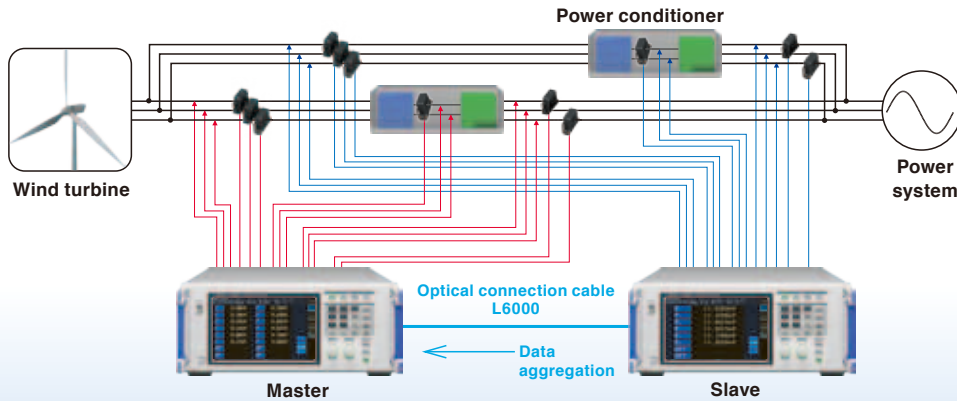 Power conditioner
Wind turbine
Power
system
Optical connection cable
L6000
Data
aggregation
Master
Slave